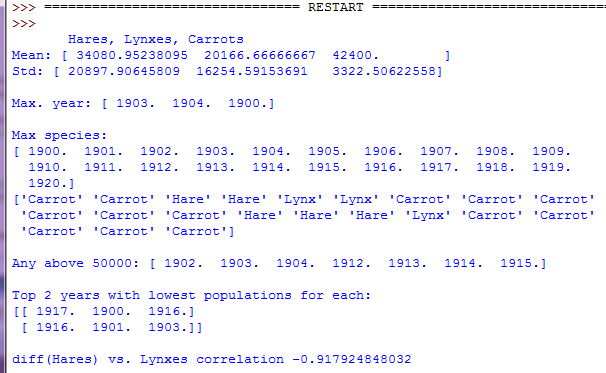 >>> ================================ RESTART ==============================
>>>
       Hares, Lynxes, Carrots
Mean: [ 34080.95238095  20166.66666667  42400.        ]
Std: [ 20897.90645809  16254.59153691   3322.50622558]
Max. year: [ 1903.  1904.  1900.]
Max species:
[ 1900.  1901.  1902.  1903.  1904.  1905.  1906.  1907.  1908.  1909.
  1910.  1911.  1912.  1913.  1914.  1915.  1916.  1917.  1918.  1919.
  1920.]
['Carrot' 'Carrot' 'Hare' 'Hare' 'Lynx' 'Lynx' 'Carrot' 'Carrot' 'Carrot'
 'Carrot' 'Carrot' 'Carrot' 'Hare' 'Hare' 'Hare' 'Lynx' 'Carrot' 'Carrot'
 'Carrot' 'Carrot' 'Carrot']
Any above 50000: [ 1902.  1903.  1904.  1912.  1913.  1914.  1915.]
Top 2 years with lowest populations for each:
[[ 1917.  1900.  1916.]
 [ 1916.  1901.  1903.]]
diff(Hares) vs. Lynxes correlation -0.917924848032